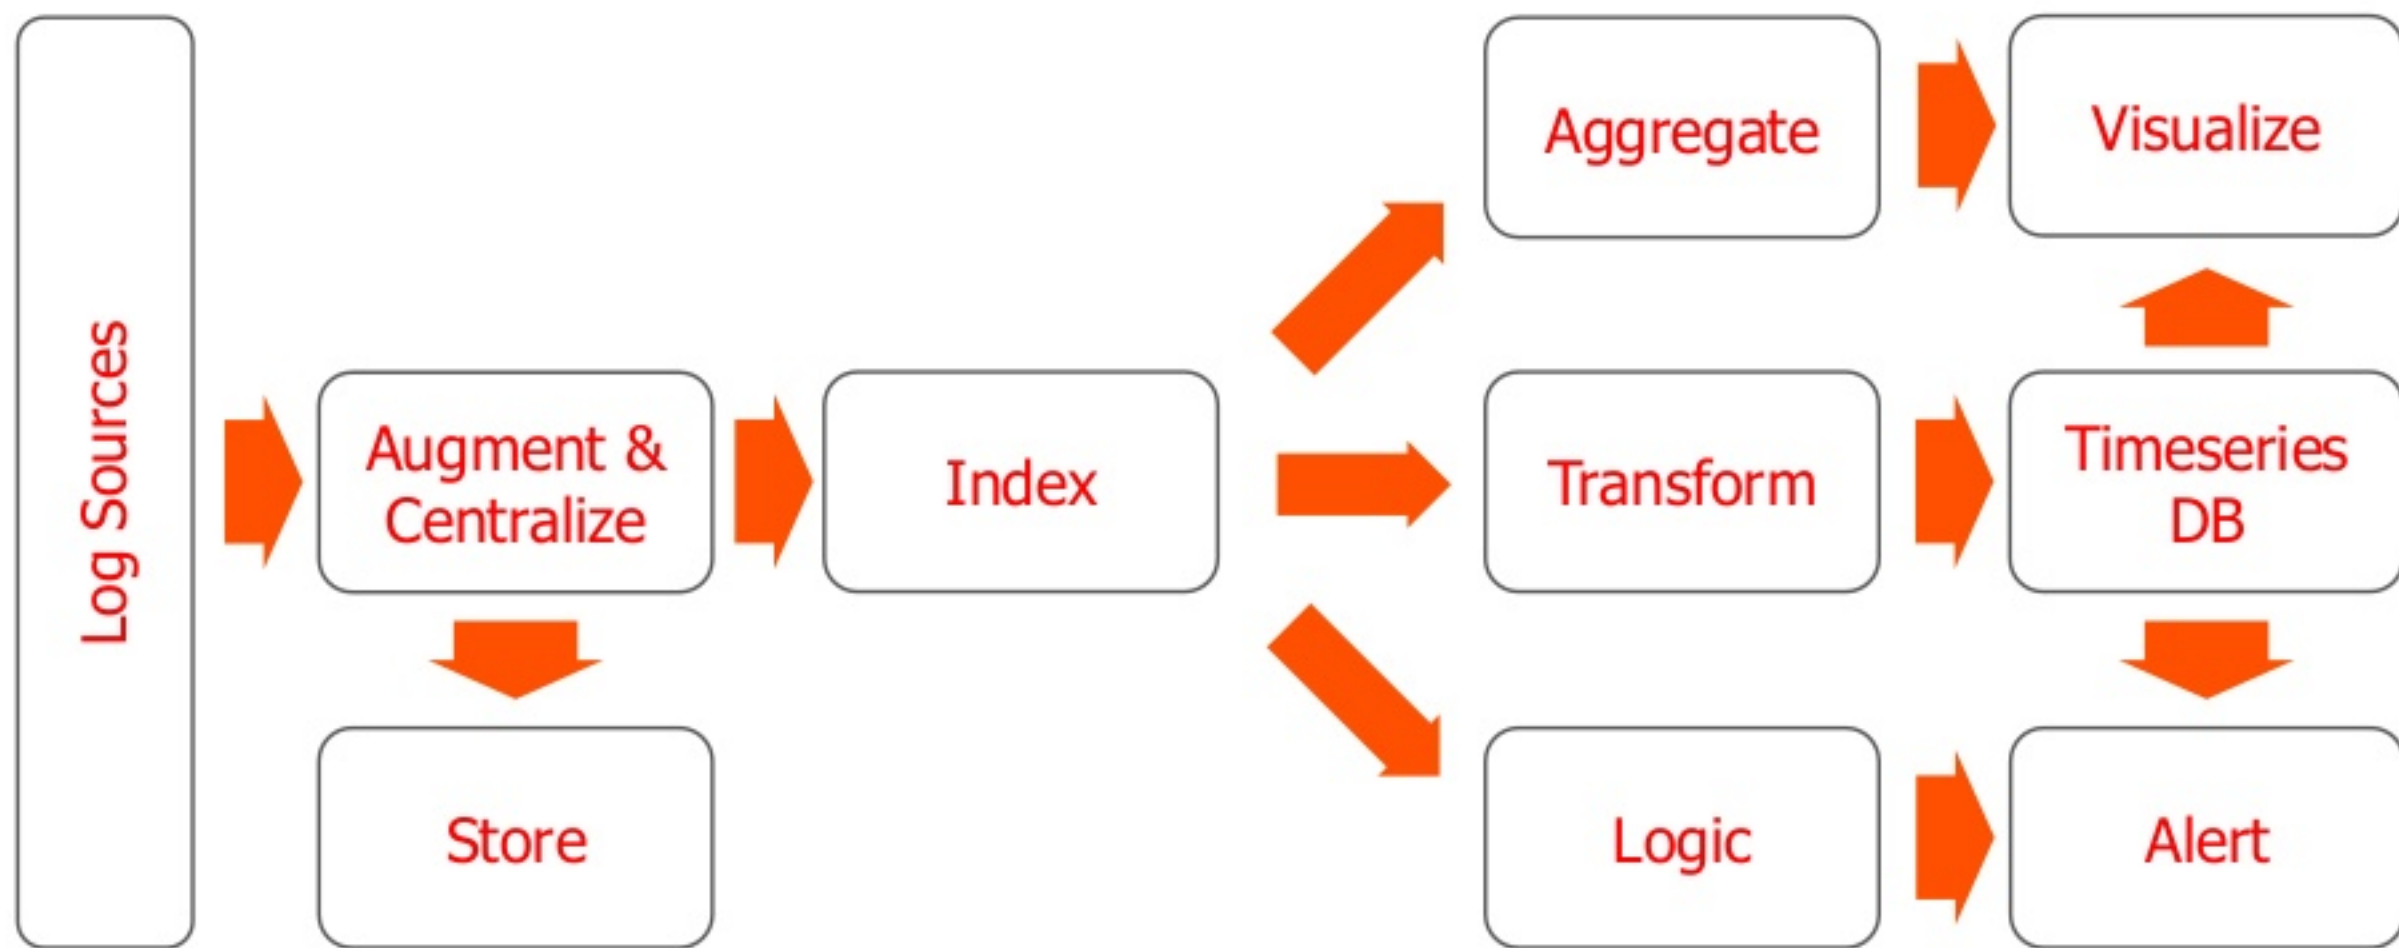 Log Sources
Augment &
Centralize
Store
Index
Aggregate
Transform
Logic
Visualize
Timeseries
DB
Alert